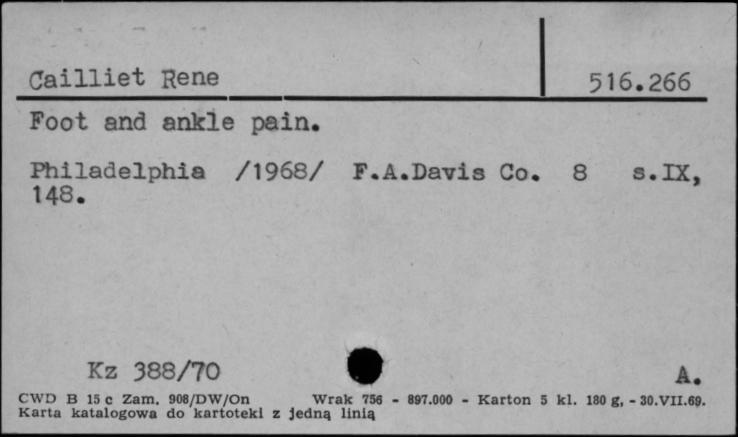 Cailliet Rene 516.266
Foot and ankle pain.
Philadelphia /1968/ F.A.Davis Co. 8 s.IX,
148.
Kz 388/70 A.
CWD B 15 c Zam. 908/DW/On Wrak 756 - 897.000 - Karton 5 kl. 180 g, - 30.VII.69.
Karta katalogowa do kartoteki z jedną linią